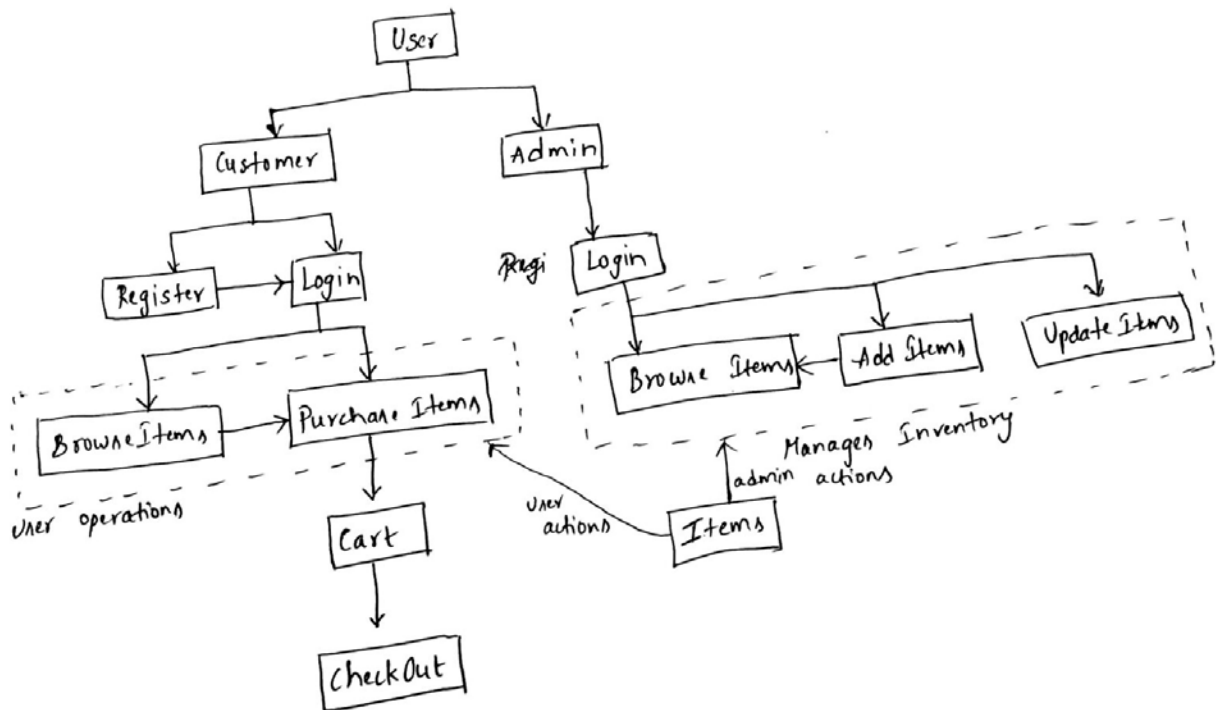 User
Customer
Admin
Register
Login
Regi
Login
Browse Items
Add Items
Update Items
Browse Items
Purchase Items
Manages Inventory
admin actions
User operations
User
actions
Items
Cart
CheckOut